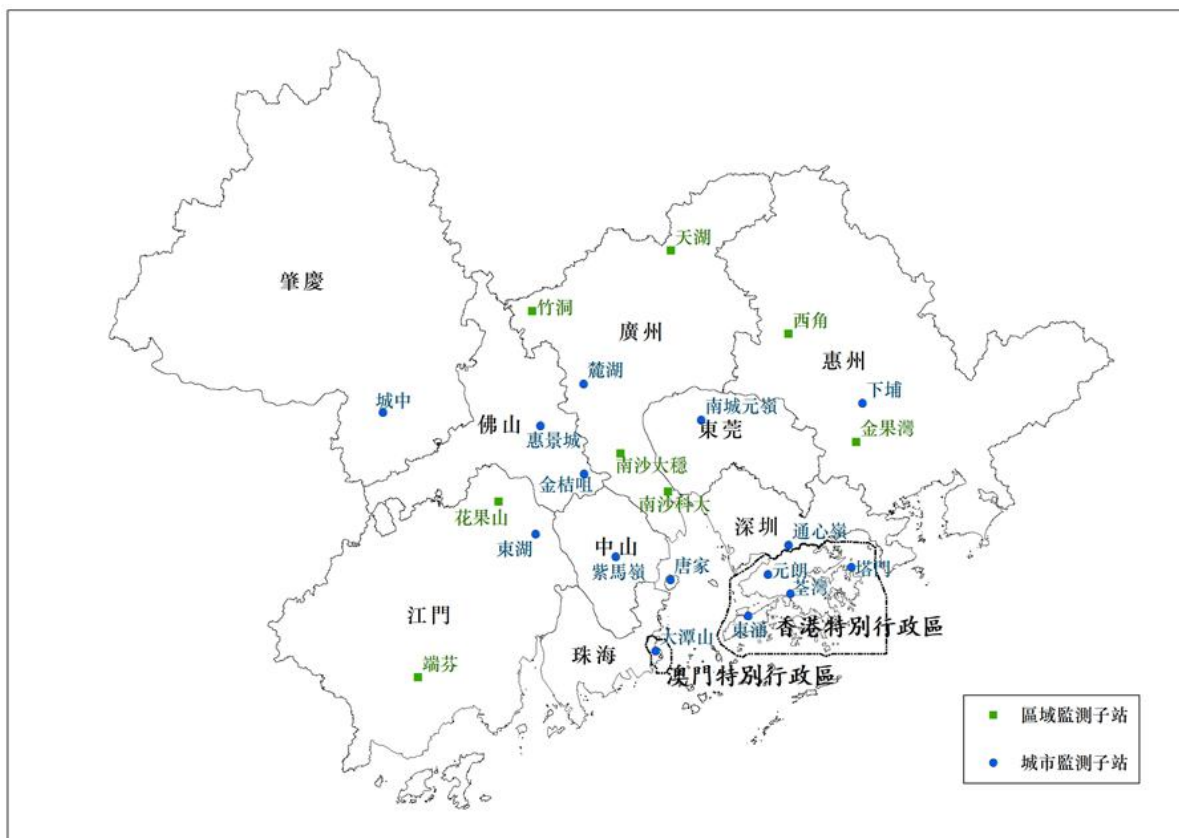 天湖
肇慶
竹洞
廣州
西角
惠州
麓湖
下埔
城中
南城元嶺
佛山
惠景城
東莞
金果灣
南沙大穩
金桔咀
南沙科大
花果山
深圳
通心嶺
東湖
中山
紫馬嶺
唐家
元朗
塔門
荃灣
江門
東涌
香港特別行政區
大潭山
珠海
端芬
澳門特別行政區
區域監測子站
城市監測子站